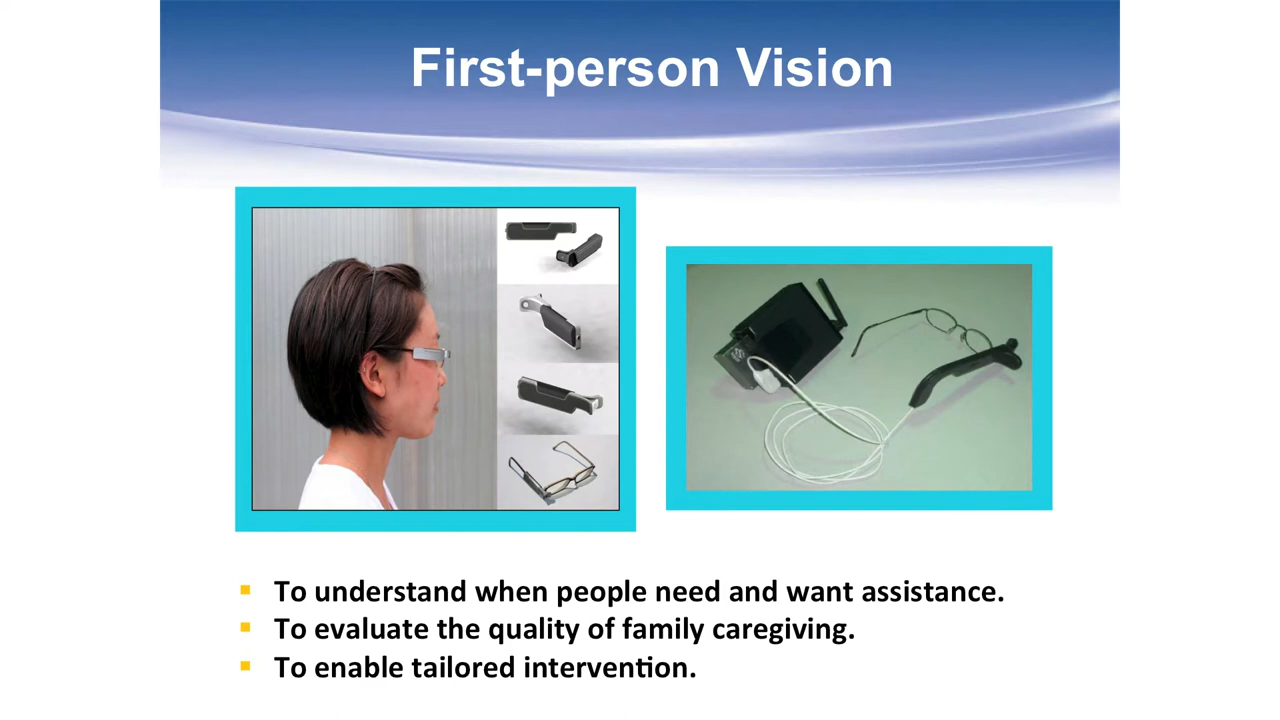 First-person Vision
To understand when people need and want assistance.
To evaluate the quality of family caregiving.
To enable tailored intervention.